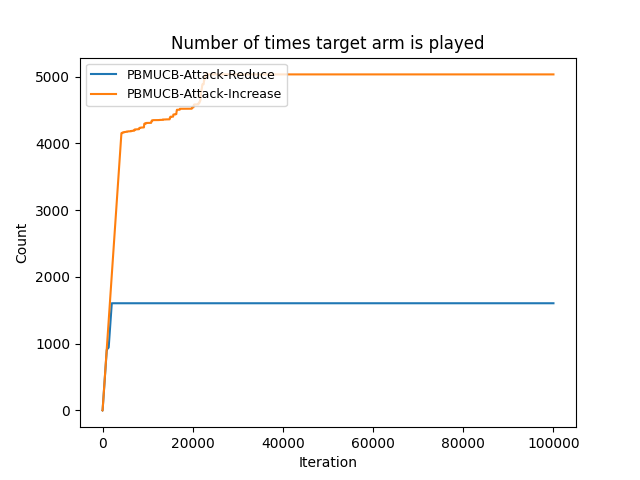 Number of times target arm is played
PBMUCB-Attack-Reduce
PBMUCB-Attack-Increase
5000
4000
3000
2000
1000
0
Count
0 20000 40000 60000 80000 100000
Iteration